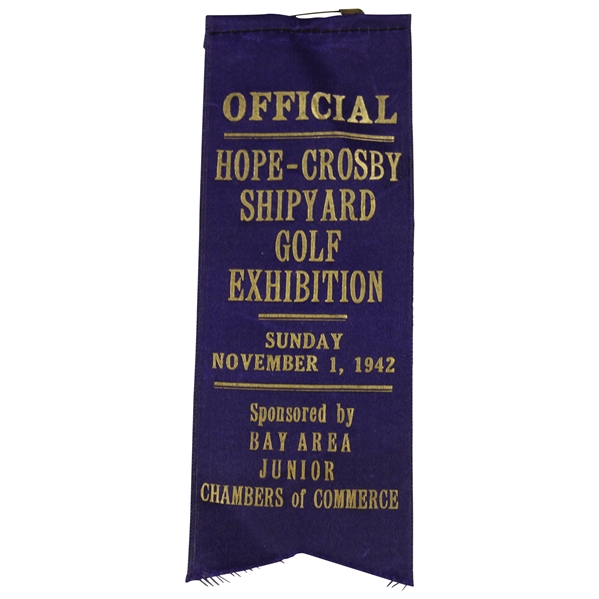 OFFICIAL
HOPE-CROSBY
SHIPYARD
GOLF
EXHIBITION
SUNDAY
NOVEMBER 1, 1942
Sponsored by
BAY AREA
JUNIOR
CHAMBERS of COMMERCE